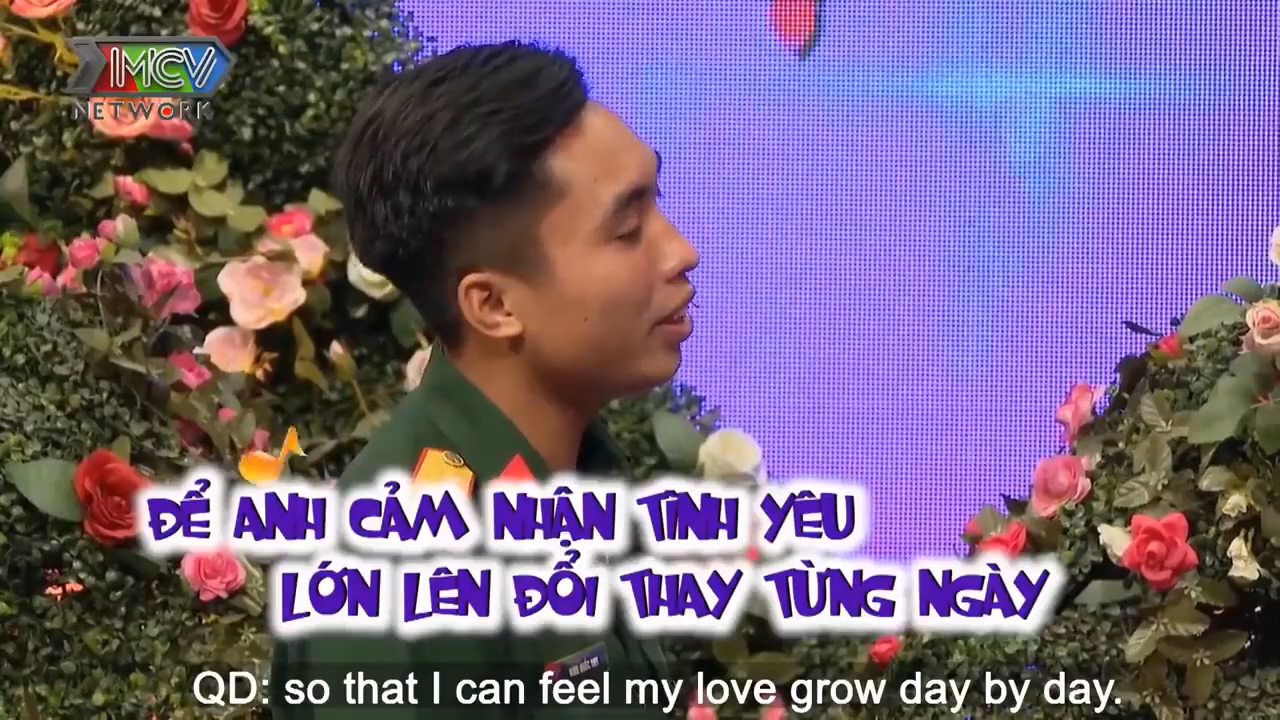 MCV
NETWORK
ĐỂ ANH CẢM NHẬN TÌNH YÊU
LỚN LÊN ĐỔI THAY TỪNG NGÀY
QD: so that I can feel my love grow day by day.